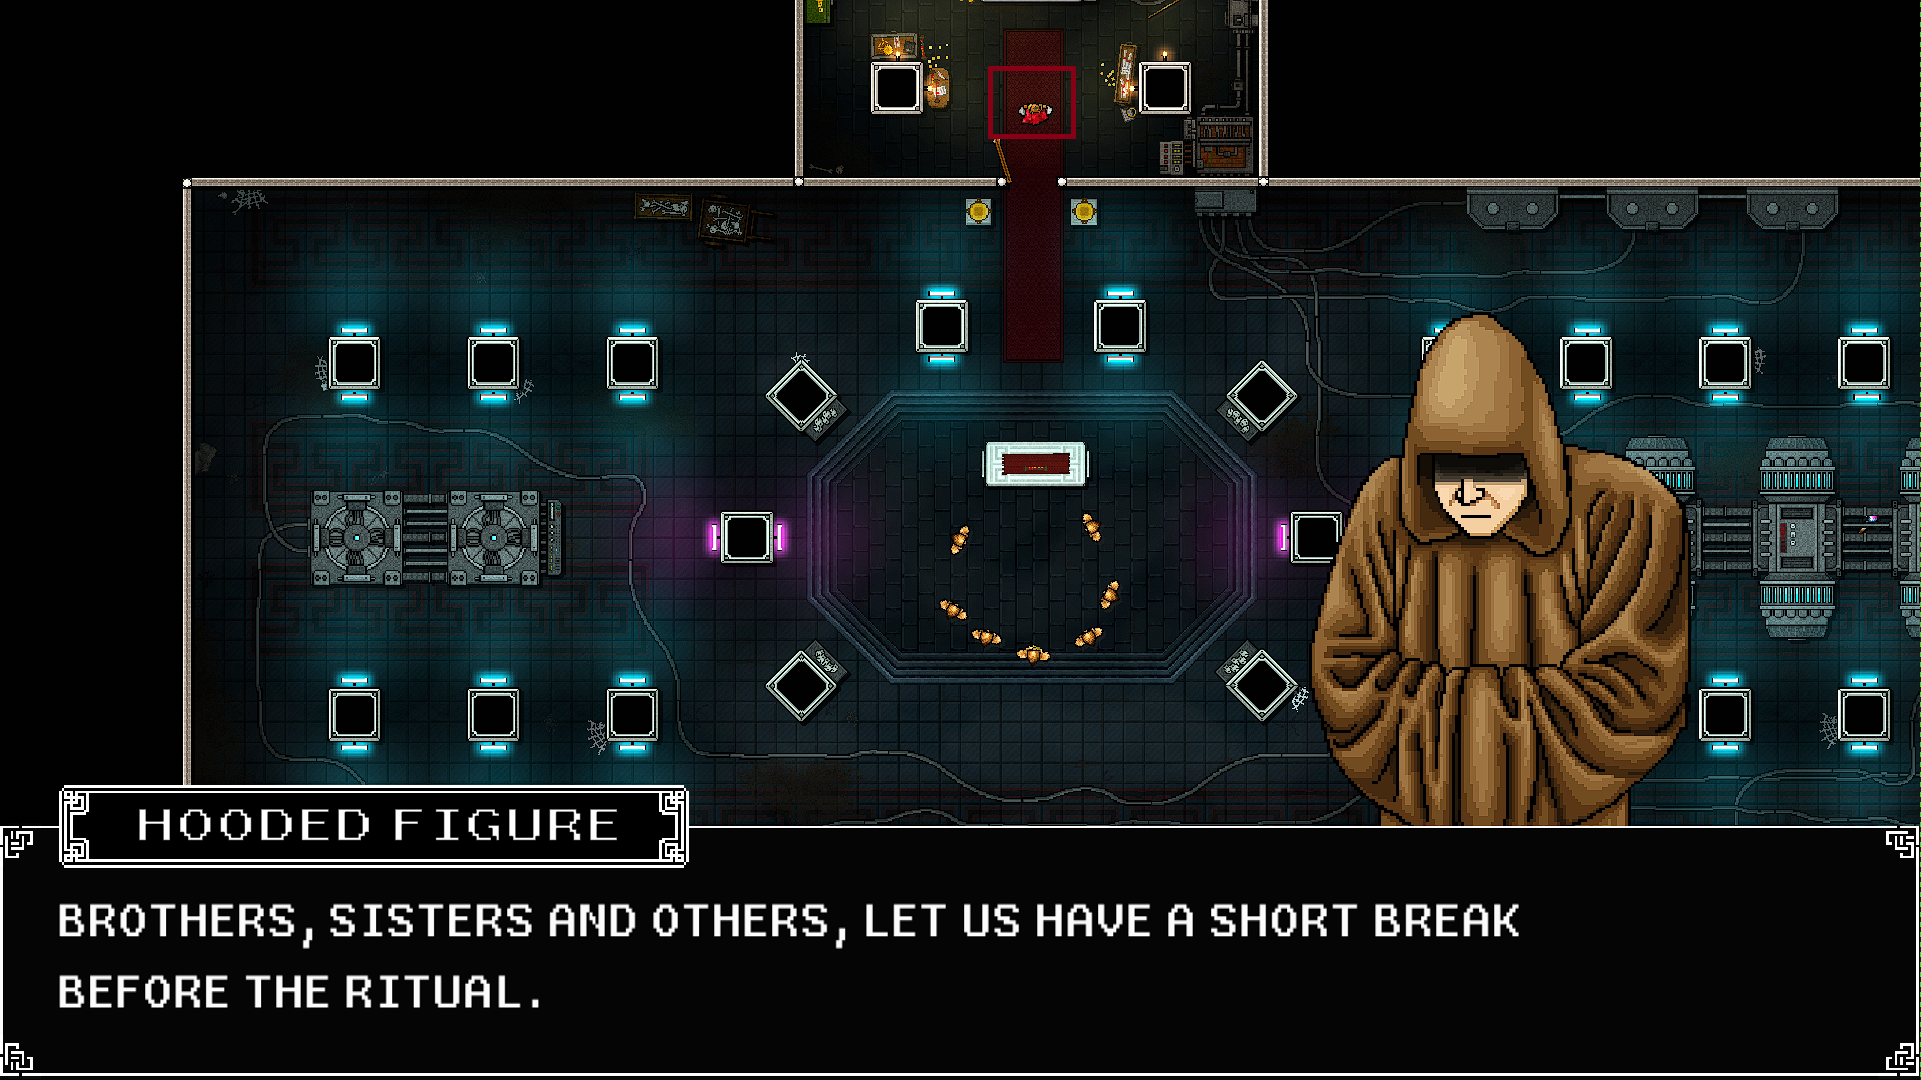 HOODED FIGURE
BROTHERS, SISTERS AND OTHERS, LET US HAVE A SHORT BREAK
BEFORE THE RITUAL.